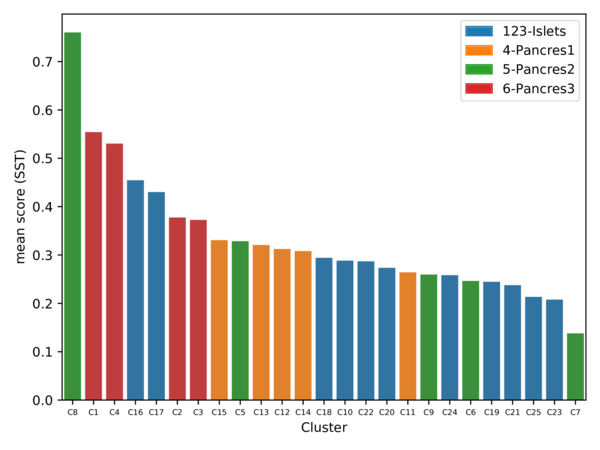 123-Islets
4-Pancres1
5-Pancres2
6-Pancres3
mean score (SST)
0.7
0.6
0.5
0.4
0.3
0.2
0.1
0.0
C8 C1 C4 C16 C17 C2 C3 C15 C5 C13 C12 C14 C18 C10 C22 C20 C11 C9 C24 C6 C19 C21 C25 C23 C7
Cluster